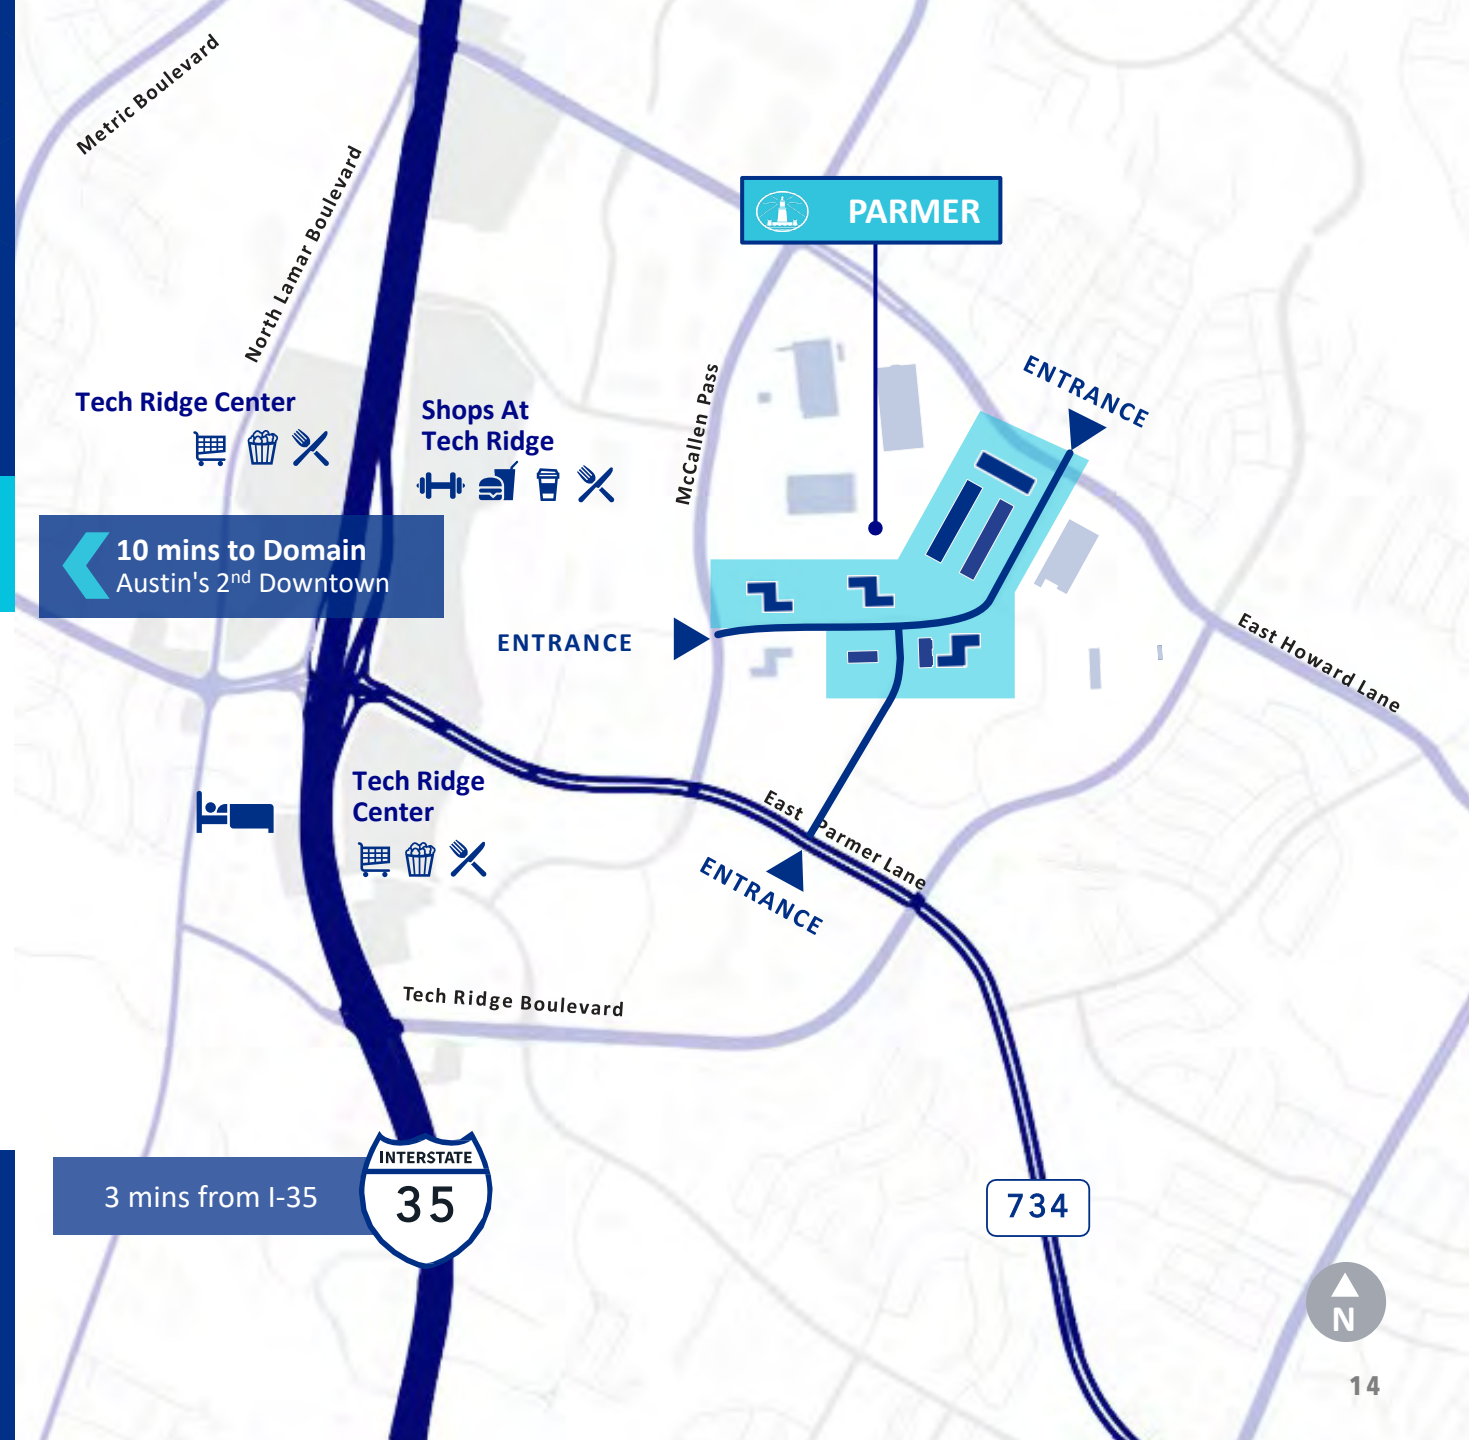 Metric Boulevard
North Lamar Boulevard
PARMER
ENTRANCE
McCallen Pass
Tech Ridge Center
Shops At
Tech Ridge
10 mins to Domain
Austin's 2nd Downtown
ENTRANCE
East Howard Lane
Tech Ridge
Center
East Parmer Lane
ENTRANCE
Tech Ridge Boulevard
INTERSTATE
35
3 mins from I-35
734
N
14